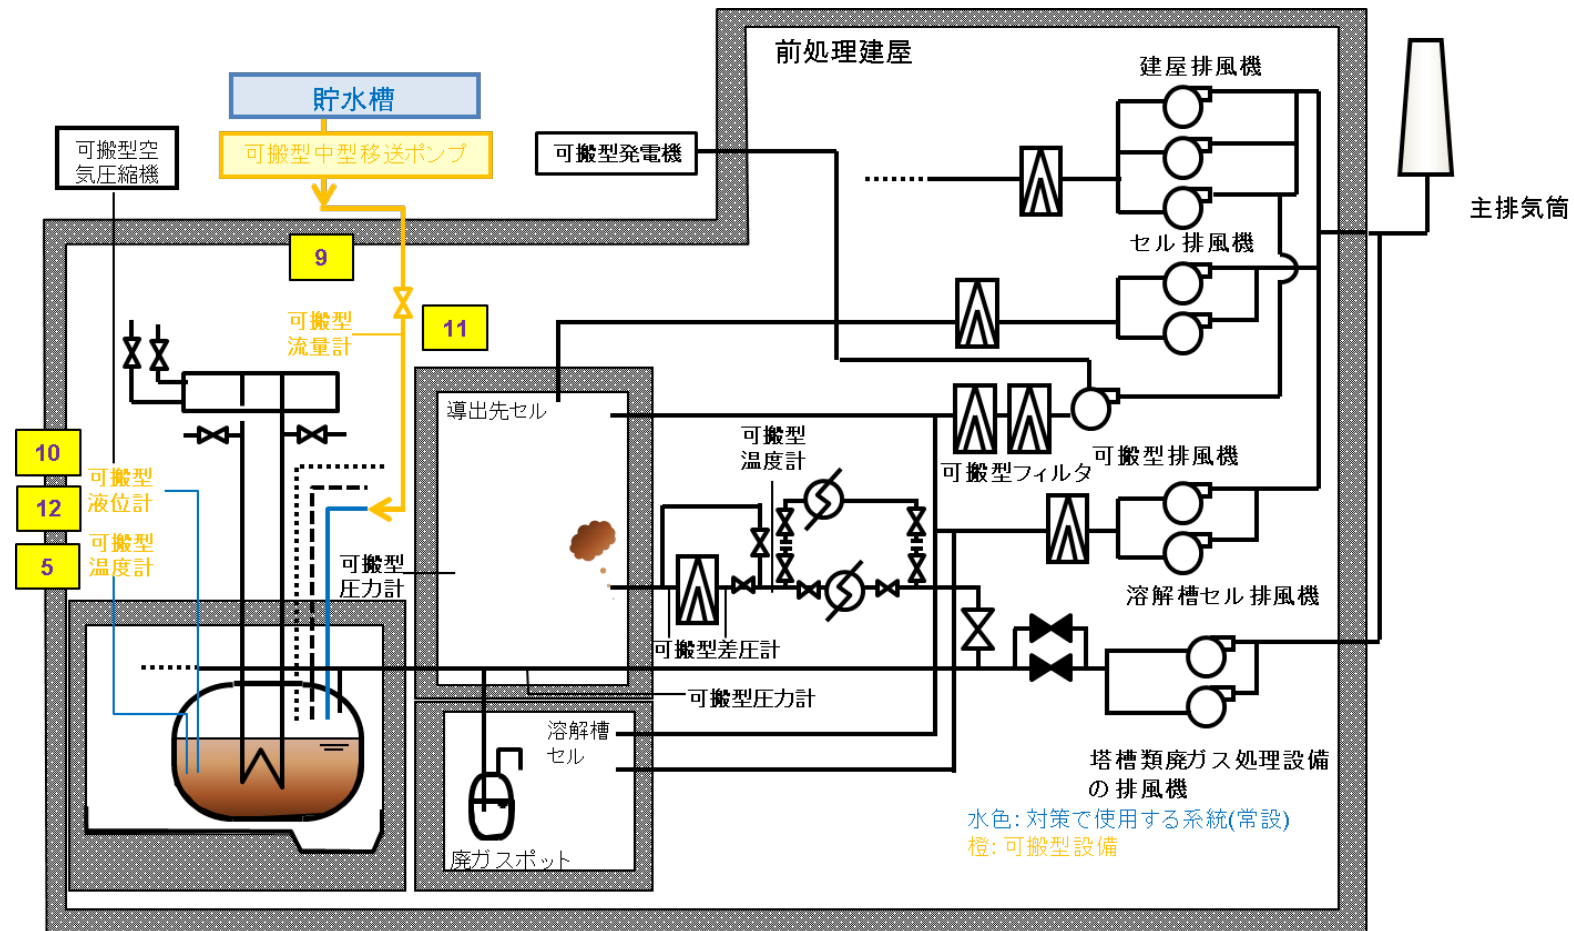 前処理建屋
建屋排風機
貯水槽
可搬型空
気圧縮機
可搬型中型移送ポンプ
可搬型発電機
主排気筒
セル排風機
9
可搬型
流量計
11
導出先セル
可搬型
温度計
可搬型フィルタ
可搬型排風機
10
可搬型
液位計
12
可搬型
温度計
5
可搬型
圧力計
溶解槽セル排風機
可搬型差圧計
可搬型圧力計
溶解槽
セル
塔槽類廃ガス処理設備
の排風機
水色：対策で使用する系統(常設)
橙：可搬型設備
廃ガスポット